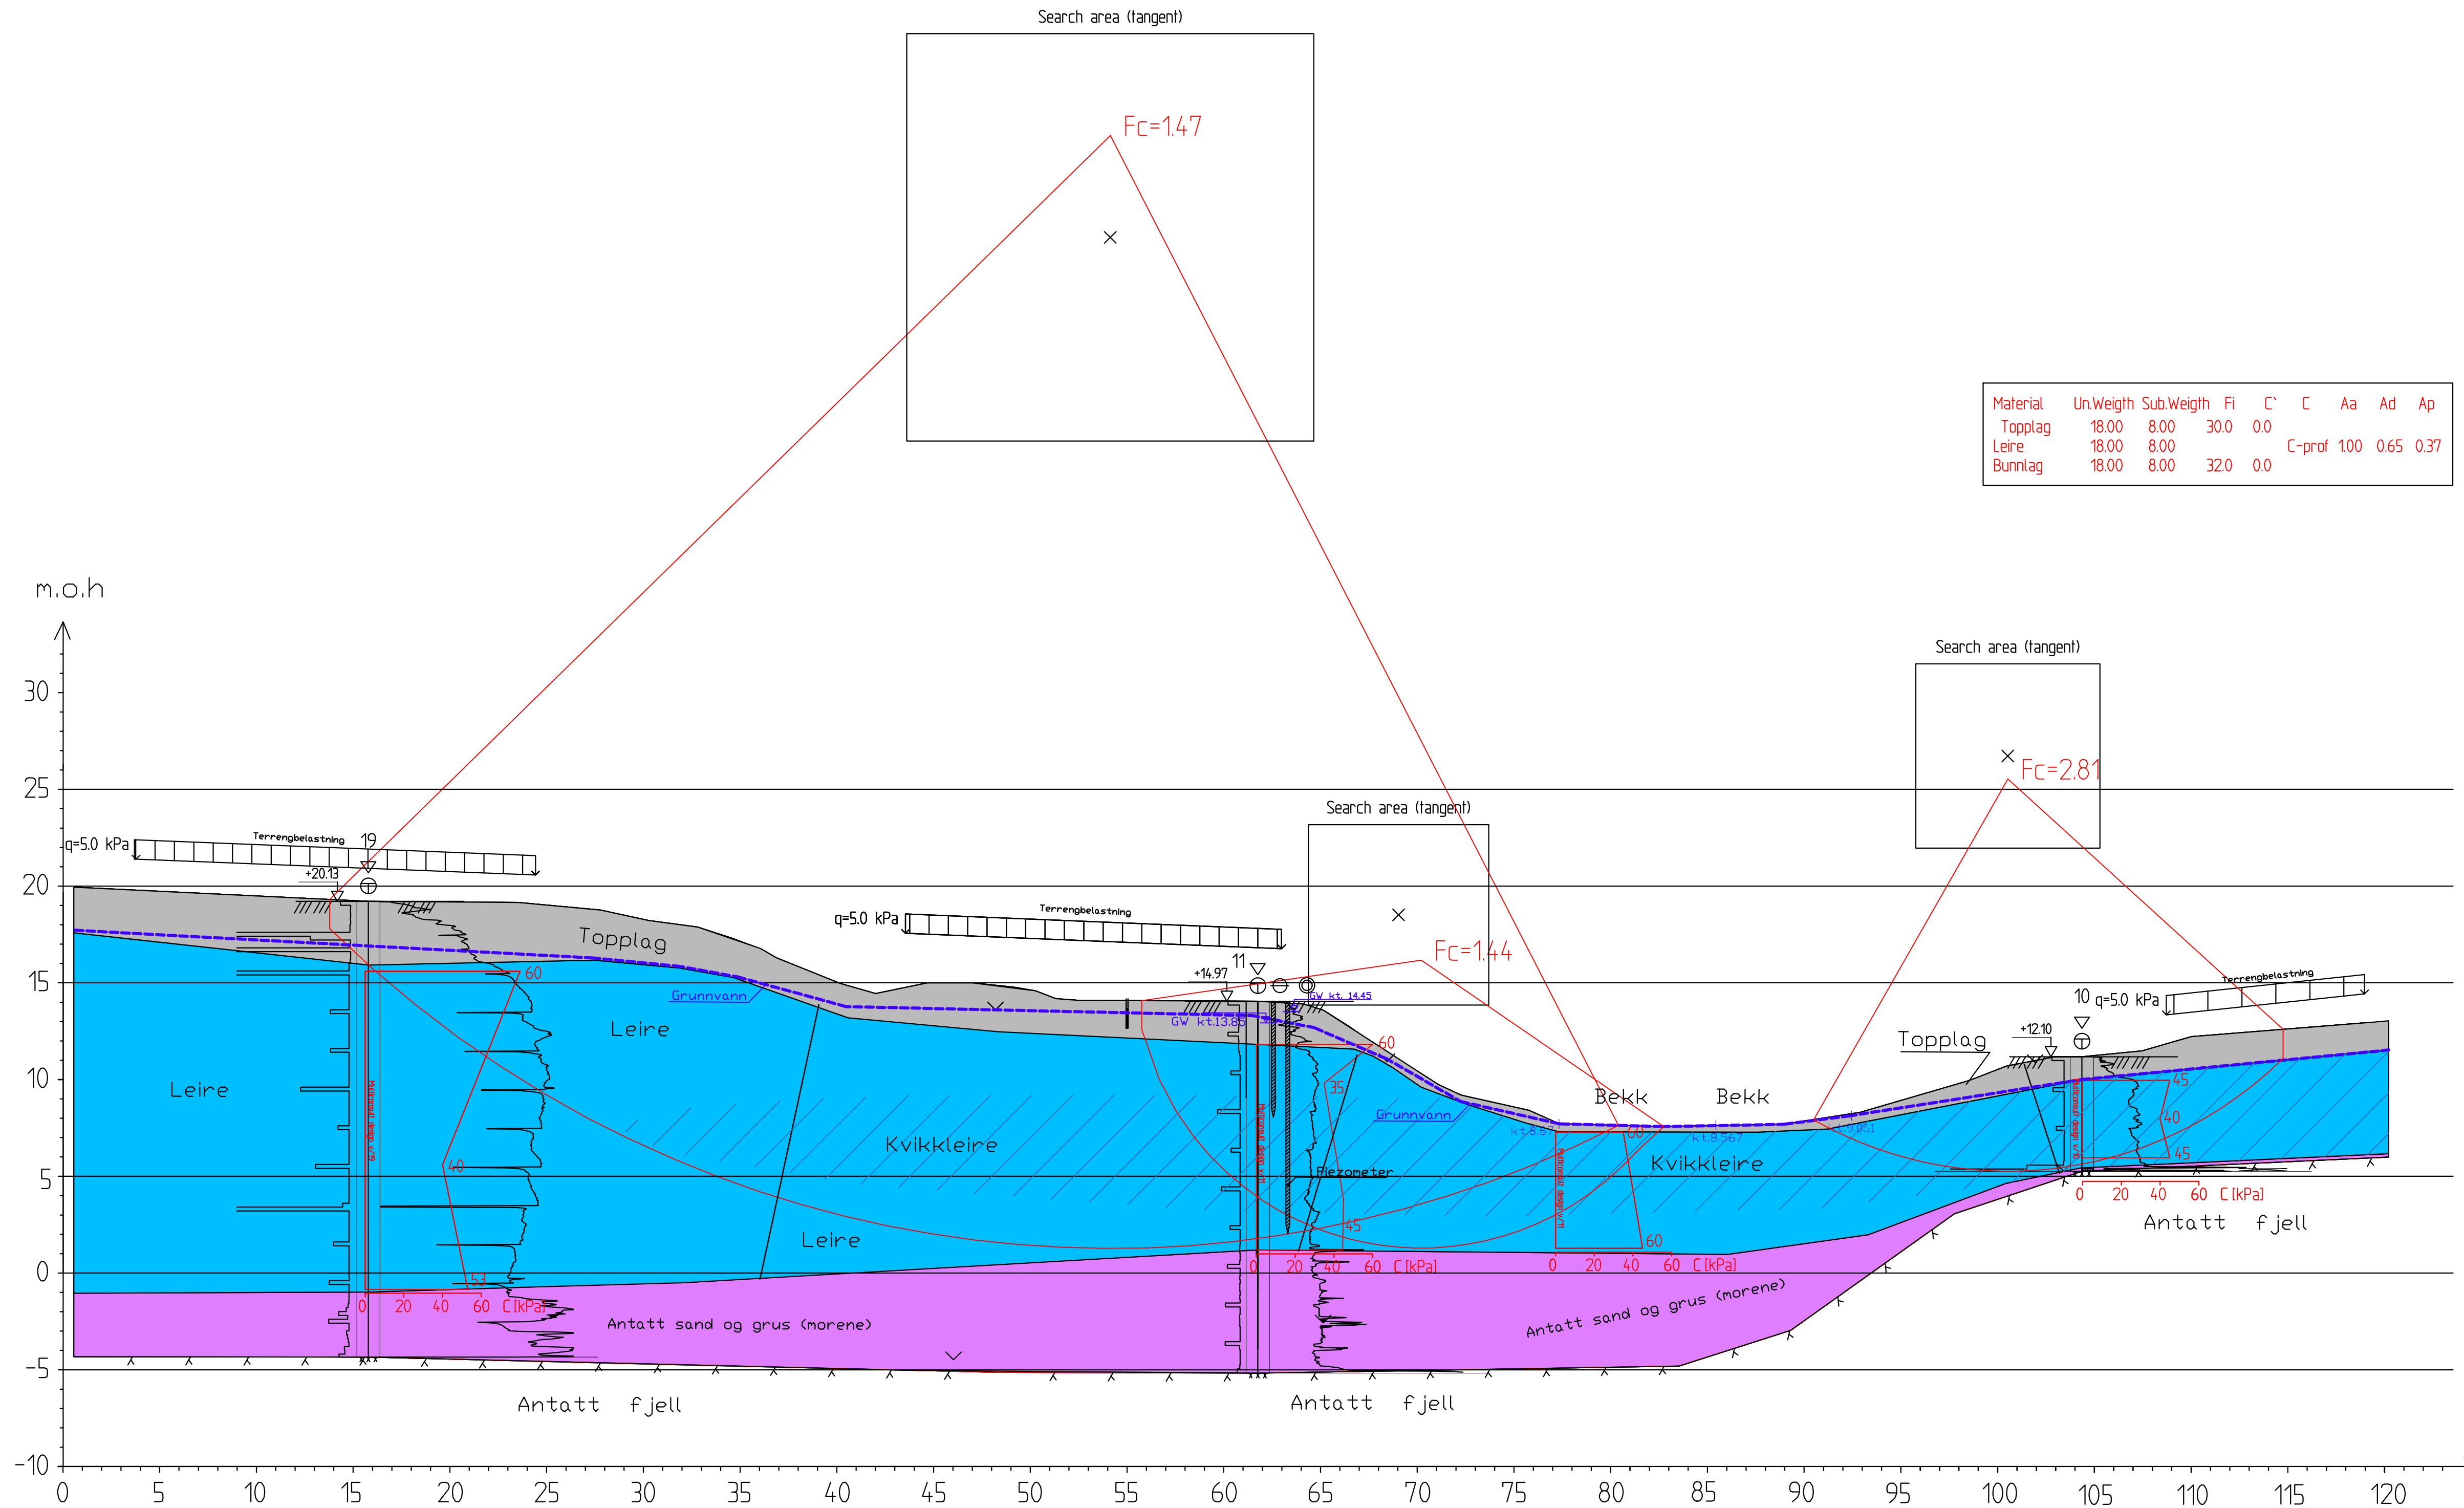 Search area (tangent)
Fc=1.47
Material Un.Weigth Sub.Weigth Fi C` C Aa Ad Ap
Topplag 18.00 8.00 30.0 0.0
Leire 18.00 8.00 C-prof 1.00 0.65 0.37
Bunnlag 18.00 8.00 32.0 0.0
m.o.h
Search area (tangent)
30
Fc=2.81
25
Search area (tangent)
q=5.0 kPa Terrengbelastning 19
+20.13
20
q=5.0 kPa Terrengbelastning
Topplag
Fc=1.44
11
+14.97
15
60
Grunnvann
GW kt. 14.45
GW kt.13.85
Terrengbelastning
10 q=5.0 kPa
+12.10
Topplag
Leire
60
10
Leire
35
Bekk Bekk
45
40
Grunnvann
kt.8.567
60
45
Kvikkleire
Kvikkleire
40
Piezometer
5
0 20 40 60 C [kPa]
Antatt fjell
Leire
45
60
0 20 40 60 C [kPa]
0 20 40 60 C [kPa]
0
53
0 20 40 60 C [kPa]
Antatt sand og grus (morene)
Antatt sand og grus (morene)
-5
Antatt fjell
Antatt fjell
-10
0 5 10 15 20 25 30 35 40 45 50 55 60 65 70 75 80 85 90 95 100 105 110 115 120